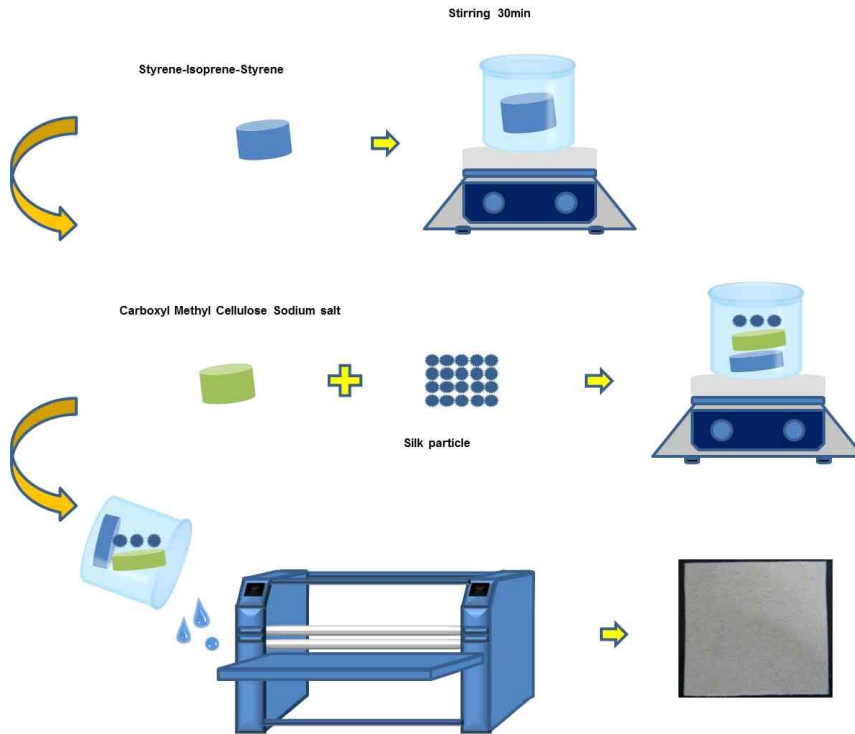 Stirring 30min
Styrene-Isoprene-Styrene
Carboxyl Methyl Cellulose Sodium salt
Silk particle